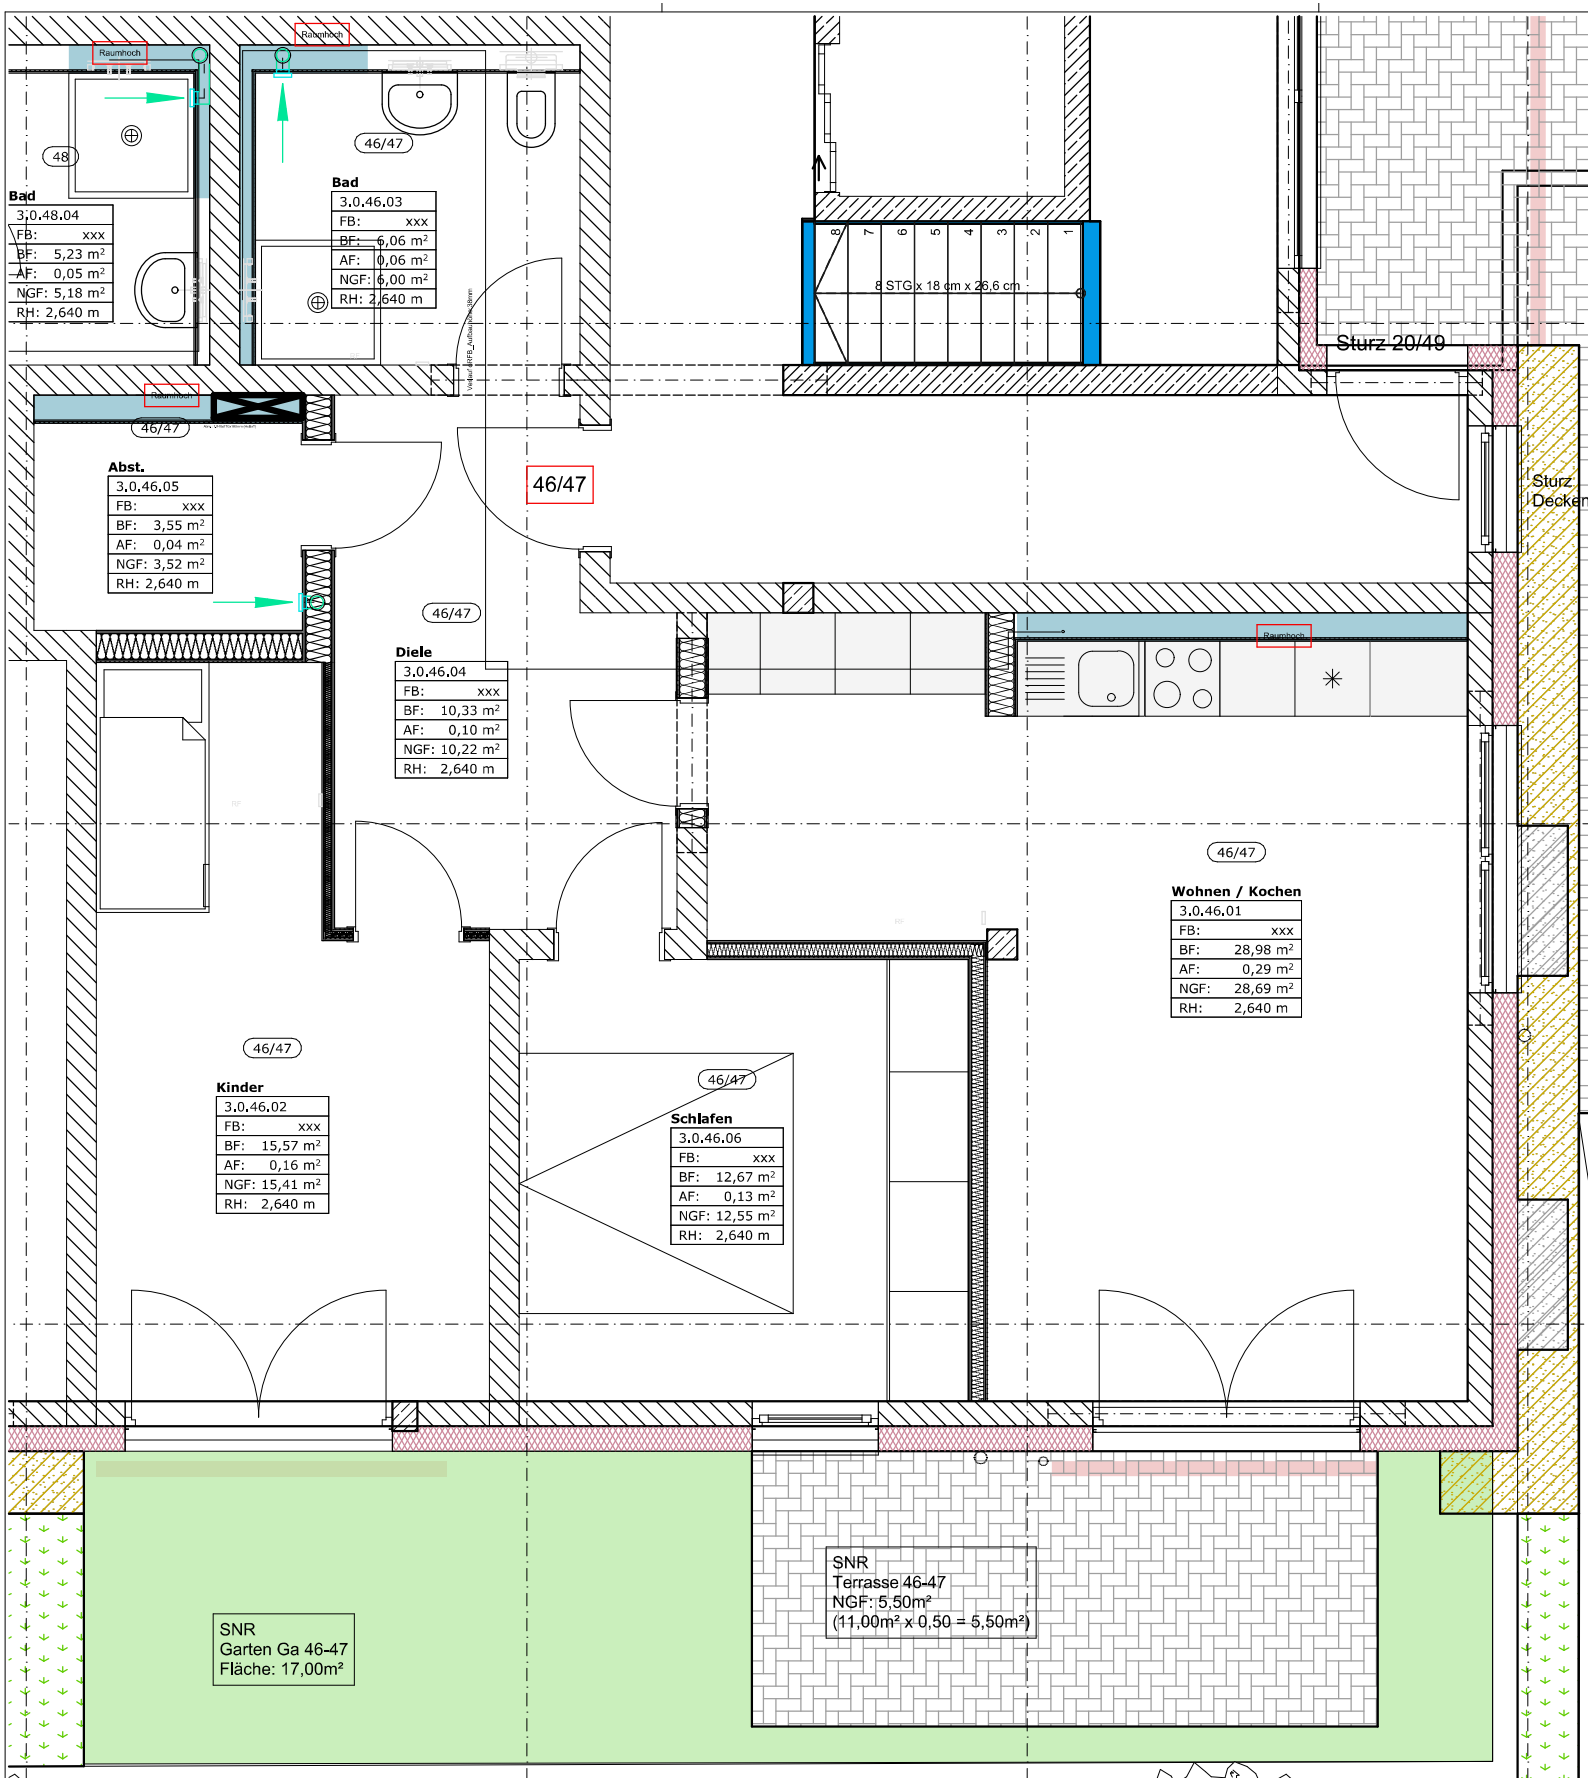 Raumhoch
Raumhoch
48
46/47
Bad
3.0.48.04
FB: xxx
BF: 5,23 m²
AF: 0,05 m²
NGF: 5,18 m²
RH: 2,640 m
Bad
3.0.46.03
FB: xxx
BF: 6,06 m²
AF: 0,06 m²
NGF: 6,00 m²
RH: 2,640 m
8 7 6 5 4 3 2 1
8 STG x 18 cm x 26,6 cm
Sturz 20/49
Raumhoch
46/47
Abst.
3.0.46.05
FB: xxx
BF: 3,55 m²
AF: 0,04 m²
NGF: 3,52 m²
RH: 2,640 m
46/47
Sturz
Decken
46/47
Diele
3.0.46.04
FB: xxx
BF: 10,33 m²
AF: 0,10 m²
NGF: 10,22 m²
RH: 2,640 m
Raumhoch
RF
RF
RF
46/47
Wohnen / Kochen
3.0.46.01
FB: xxx
BF: 28,98 m²
AF: 0,29 m²
NGF: 28,69 m²
RH: 2,640 m
46/47
Kinder
3.0.46.02
FB: xxx
BF: 15,57 m²
AF: 0,16 m²
NGF: 15,41 m²
RH: 2,640 m
46/47
Schlafen
3.0.46.06
FB: xxx
BF: 12,67 m²
AF: 0,13 m²
NGF: 12,55 m²
RH: 2,640 m
SNR
Terrasse 46-47
NGF: 5,50m²
(11,00m² x 0,50 = 5,50m²)
SNR
Garten Ga 46-47
Fläche: 17,00m²